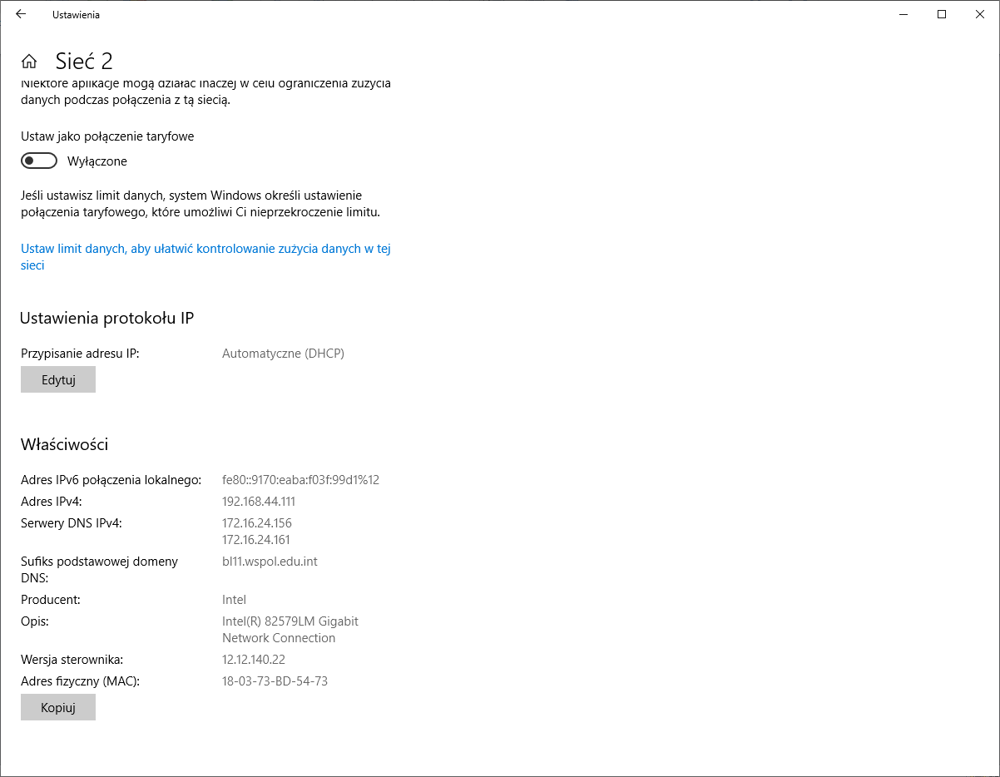 Ustawienia
Sieć 2
Niektóre aplikacje mogą działać inaczej w celu ograniczenia zużycia
danych podczas połączenia z tą siecią.
Ustaw jako połączenie taryfowe
Wyłączone
Jeśli ustawisz limit danych, system Windows określi ustawienie
połączenia taryfowego, które umożliwi Ci nieprzekroczenie limitu.
Ustaw limit danych, aby ułatwić kontrolowanie zużycia danych w tej
sieci
Ustawienia protokołu IP
Przypisanie adresu IP: Automatyczne (DHCP)
Edytuj
Właściwości
Adres IPv6 połączenia lokalnego: fe80::9170:eaba:f03f:99d1%12
Adres IPv4: 192.168.44.111
Serwery DNS IPv4: 172.16.24.156
172.16.24.161
Sufiks podstawowej domeny bl11.wspol.edu.int
DNS:
Producent: Intel
Opis: Intel(R) 82579LM Gigabit
Network Connection
Wersja sterownika: 12.12.140.22
Adres fizyczny (MAC): 18-03-73-BD-54-73
Kopiuj